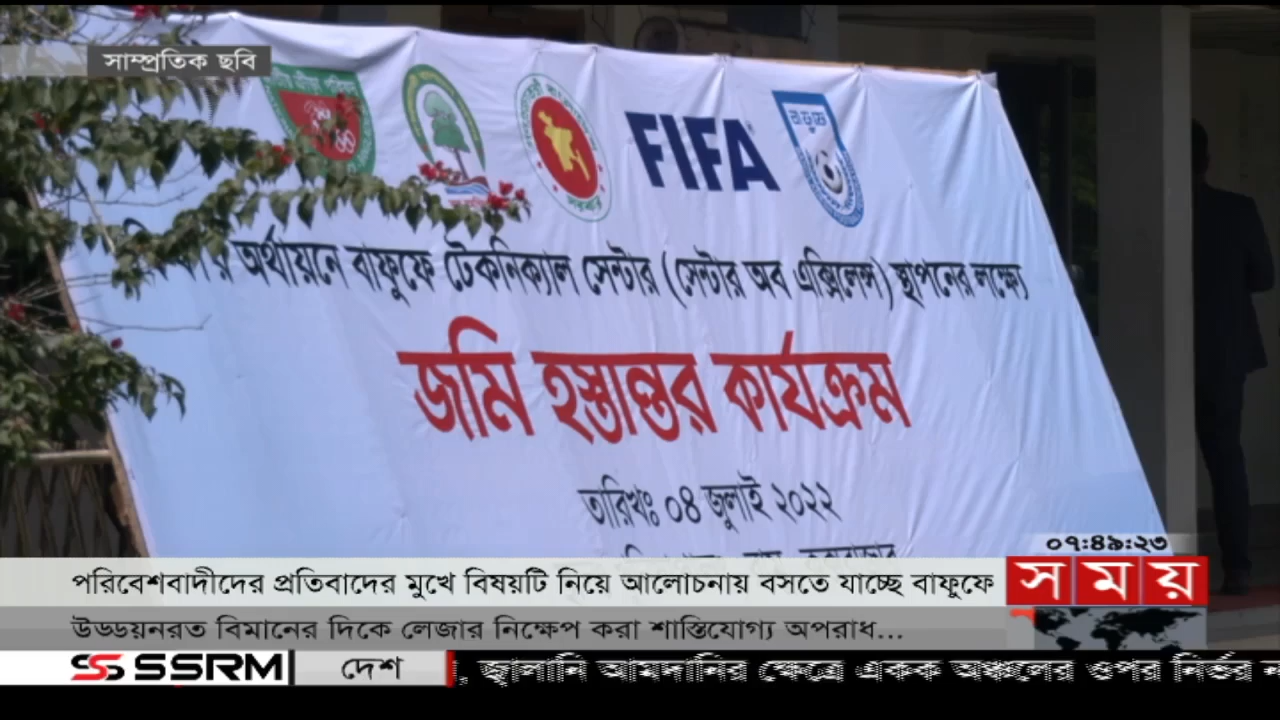 সাম্প্রতিক ছবি
FIFA
বাফুফে
অর্থায়নে বাফুফে টেকনিক্যাল সেন্টার (সেন্টার অব এক্সিলেন্স) স্থাপনের লক্ষ্যে
জমি হস্তান্তর কার্যক্রম
তারিখঃ ০৪ জুলাই ২০২২
০৭:৪৯:২৩
পরিবেশবাদীদের প্রতিবাদের মুখে বিষয়টি নিয়ে আলোচনায় বসতে যাচ্ছে বাফুফে
সময়
উড্ডয়নরত বিমানের দিকে লেজার নিক্ষেপ করা শাস্তিযোগ্য অপরাধ...
SSRM দেশ জ্বালানি আমদানির ক্ষেত্রে একক অঞ্চলের ওপর নির্ভর